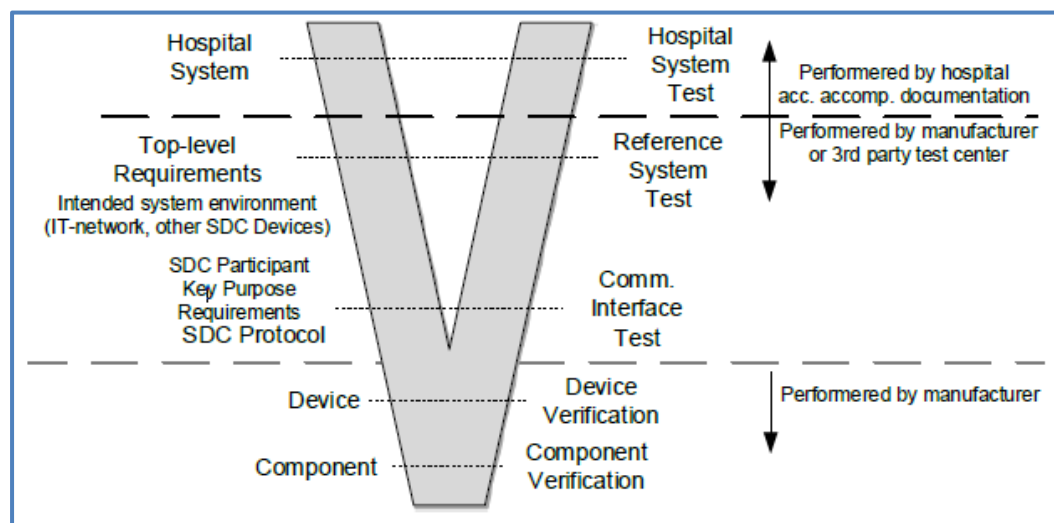 Hospital
System
Hospital
System
Test
Performered by hospital
acc. accomp. documentation
Top-level
Requirements
Intended system environment
(IT-network, other SDC Devices)
Reference
System
Test
Performered by manufacturer
or 3rd party test center
SDC Participant
Key Purpose
Requirements
SDC Protocol
Comm.
Interface
Test
Device
Device
Verification
Performered by manufacturer
Component
Component
Verification